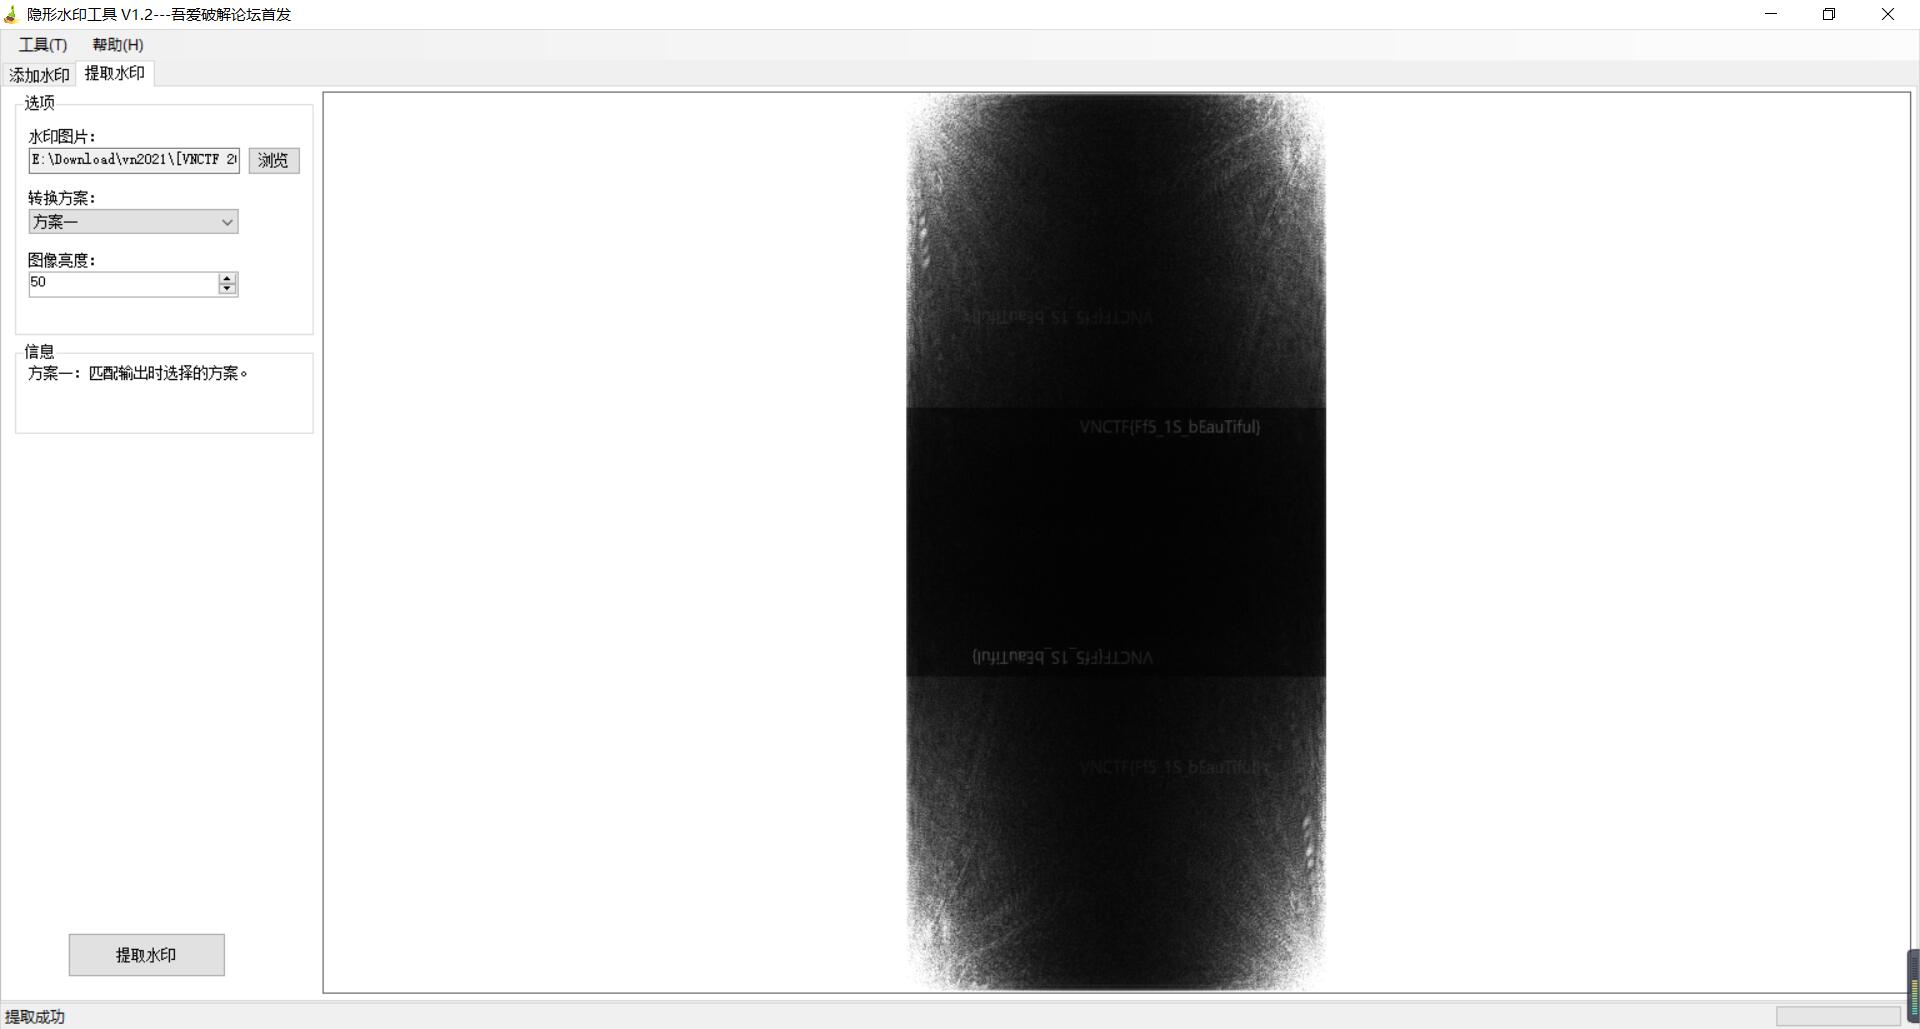 隐形水印工具 V1.2---吾爱破解论坛首发
工具(T) 帮助(H)
添加水印 提取水印
选项
水印图片：
E:\Download\vn2021\[VNCTF 2 浏览
转换方案：
方案一
图像亮度：
50
信息
方案一：匹配输出时选择的方案。
VNCTF{Ff5_1S_bEauTiful}
VNCTF{Ff5_1S_bEauTiful}
VNCTF{Ff5_1S_bEauTiful}
VNCTF{Ff5_1S_bEauTiful}
提取水印
提取成功